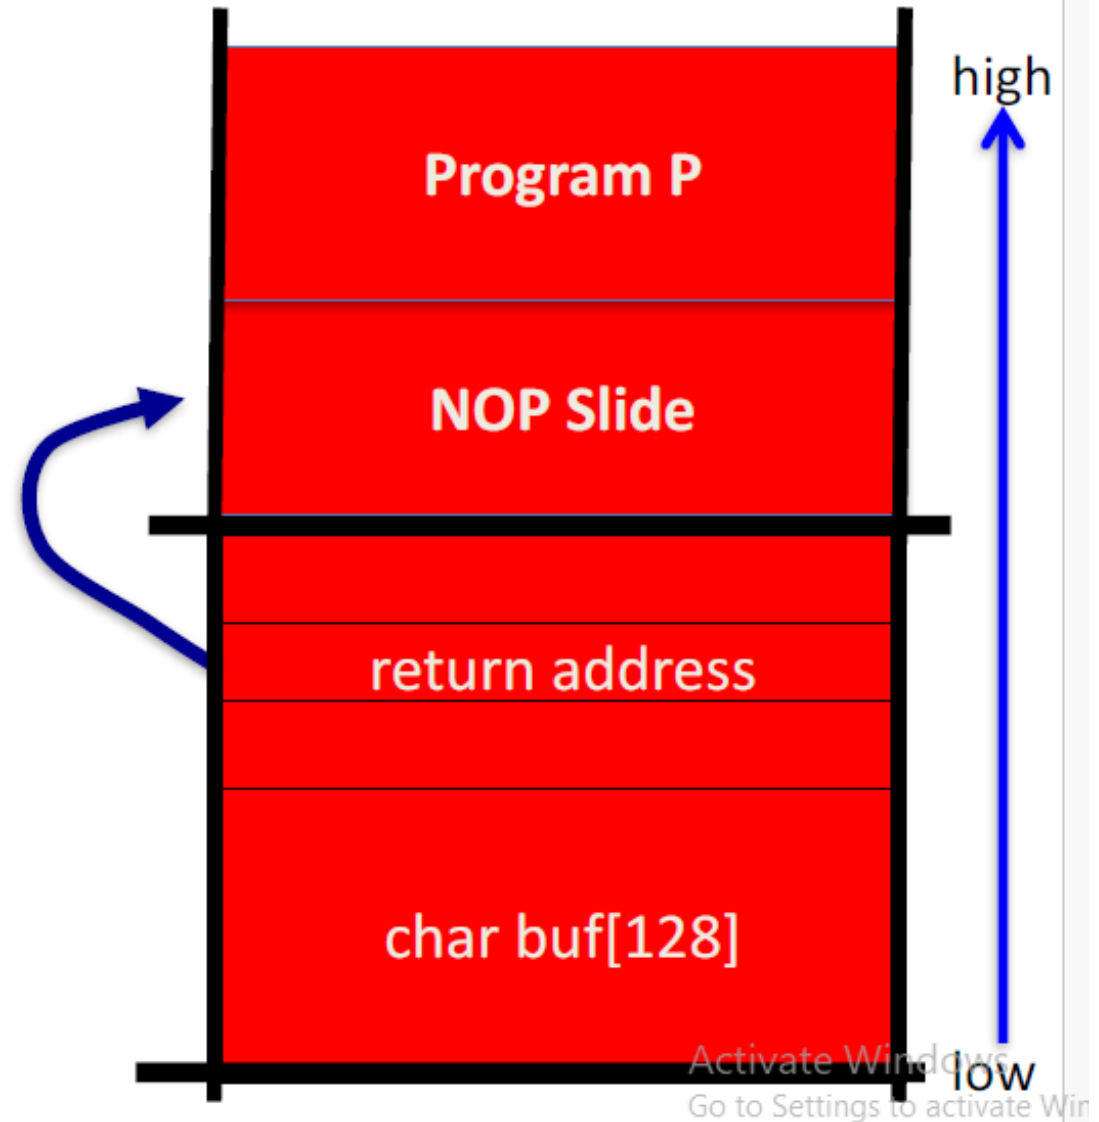 high
Program P
NOP Slide
return address
char buf[128]
Activate Windows
low
Go to Settings to activate Win